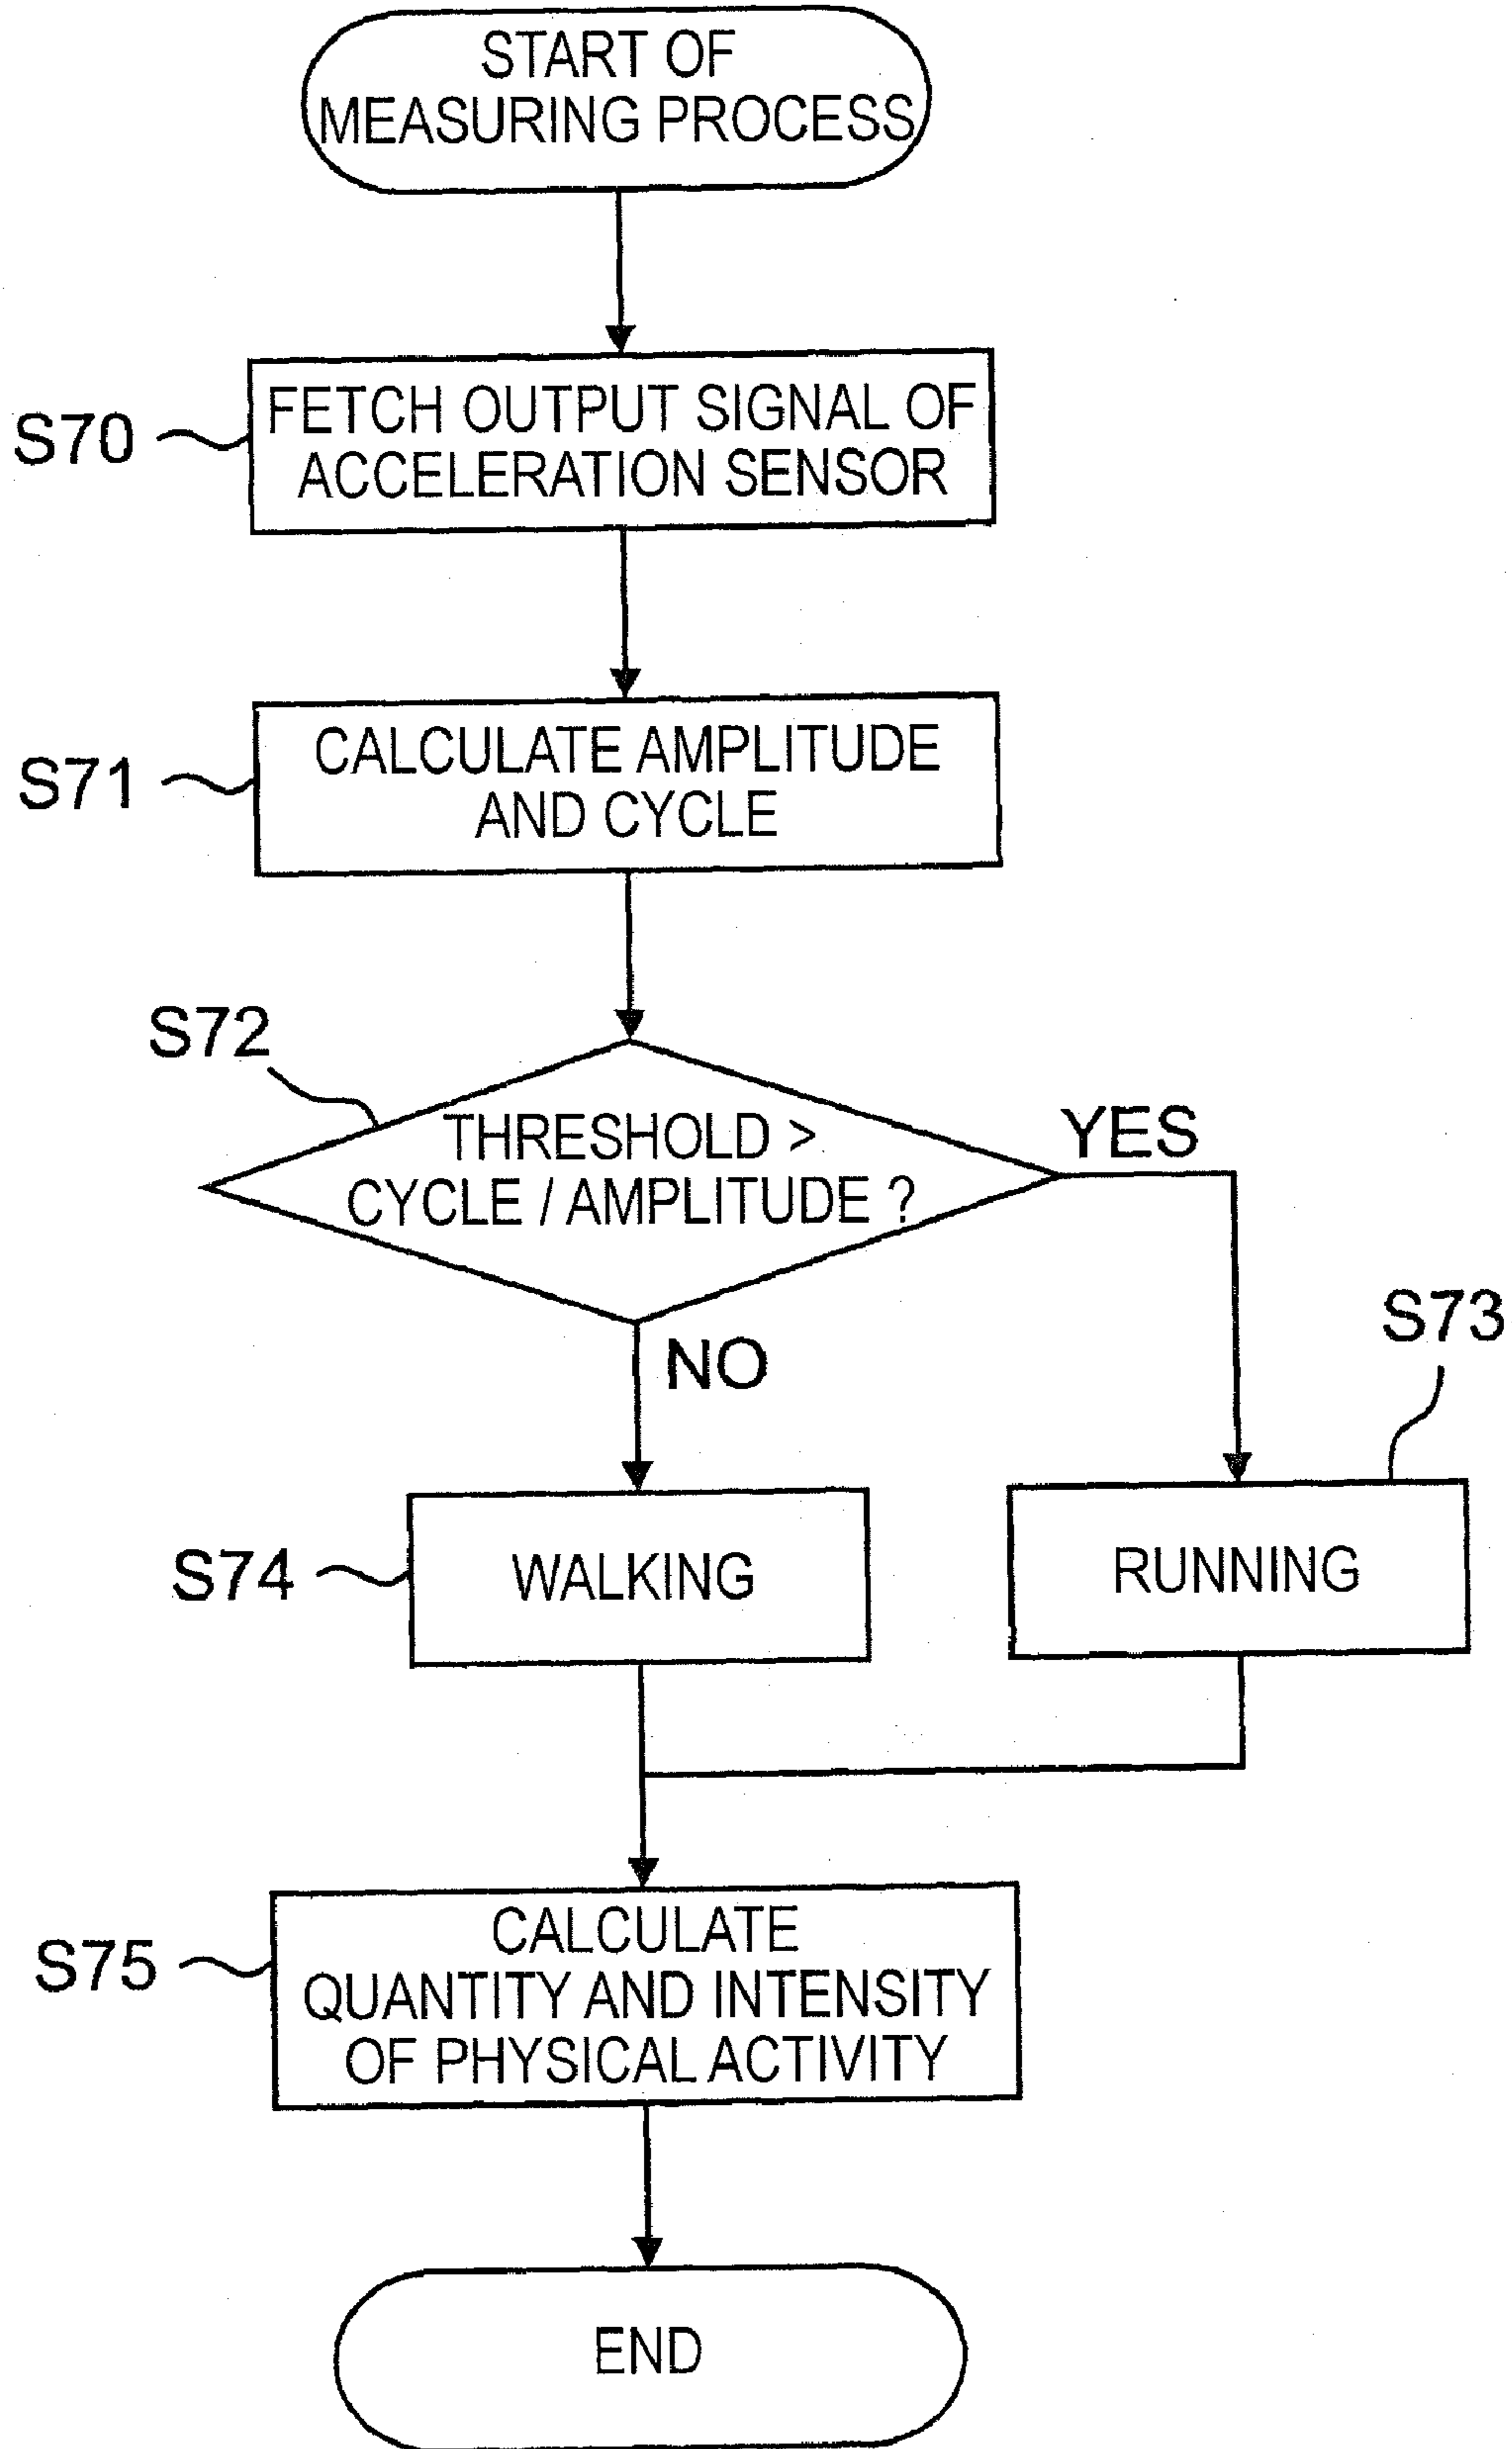 START OF
MEASURING PROCESS
S70
FETCH OUTPUT SIGNAL OF
ACCELERATION SENSOR
S71
CALCULATE AMPLITUDE
AND CYCLE
S72
THRESHOLD >
CYCLE / AMPLITUDE ?
YES
NO
S73
S74
WALKING
RUNNING
S75
CALCULATE
QUANTITY AND INTENSITY
OF PHYSICAL ACTIVITY
END